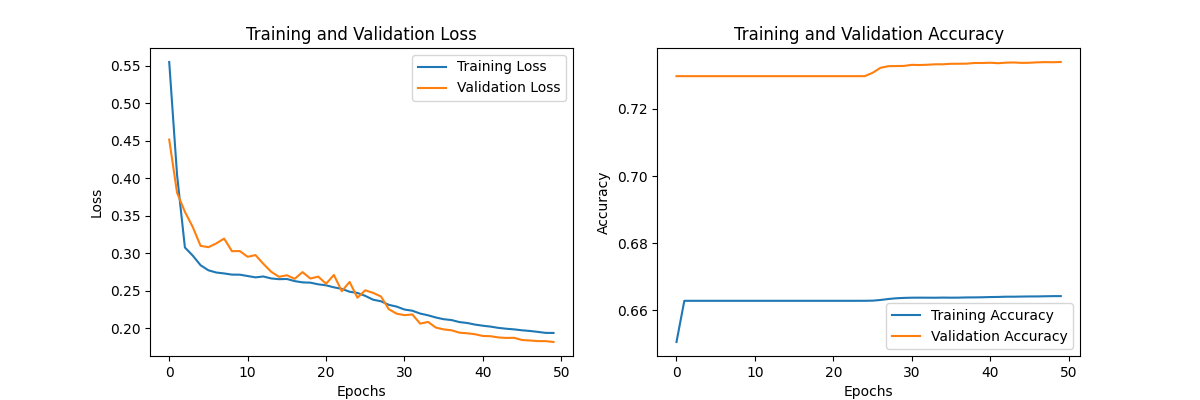 Training and Validation Loss
Training Loss
Validation Loss
0.55
0.50
0.45
0.40
0.35
0.30
0.25
0.20
Loss
0 10 20 30 40 50
Epochs
Training and Validation Accuracy
0.72
0.70
0.68
0.66
Accuracy
Training Accuracy
Validation Accuracy
0 10 20 30 40 50
Epochs